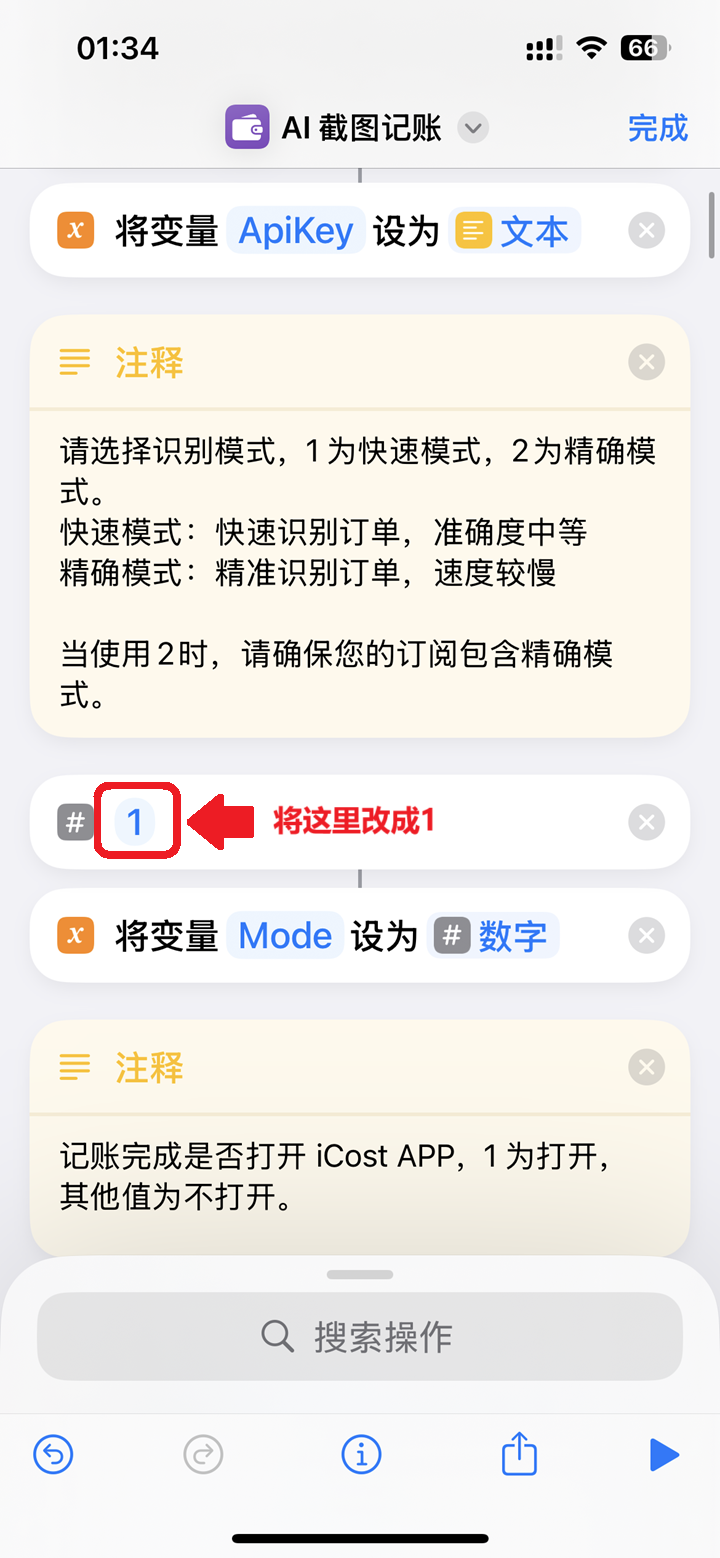 01:34
66
AI 截图记账
完成
将变量 ApiKey 设为 文本
注释
请选择识别模式，1 为快速模式，2 为精确模
式。
快速模式：快速识别订单，准确度中等
精确模式：精准识别订单，速度较慢
当使用 2 时，请确保您的订阅包含精确模
式。
# 1 将这里改成1
将变量 Mode 设为 # 数字
注释
记账完成是否打开 iCost APP，1 为打开，
其他值为不打开。
搜索操作